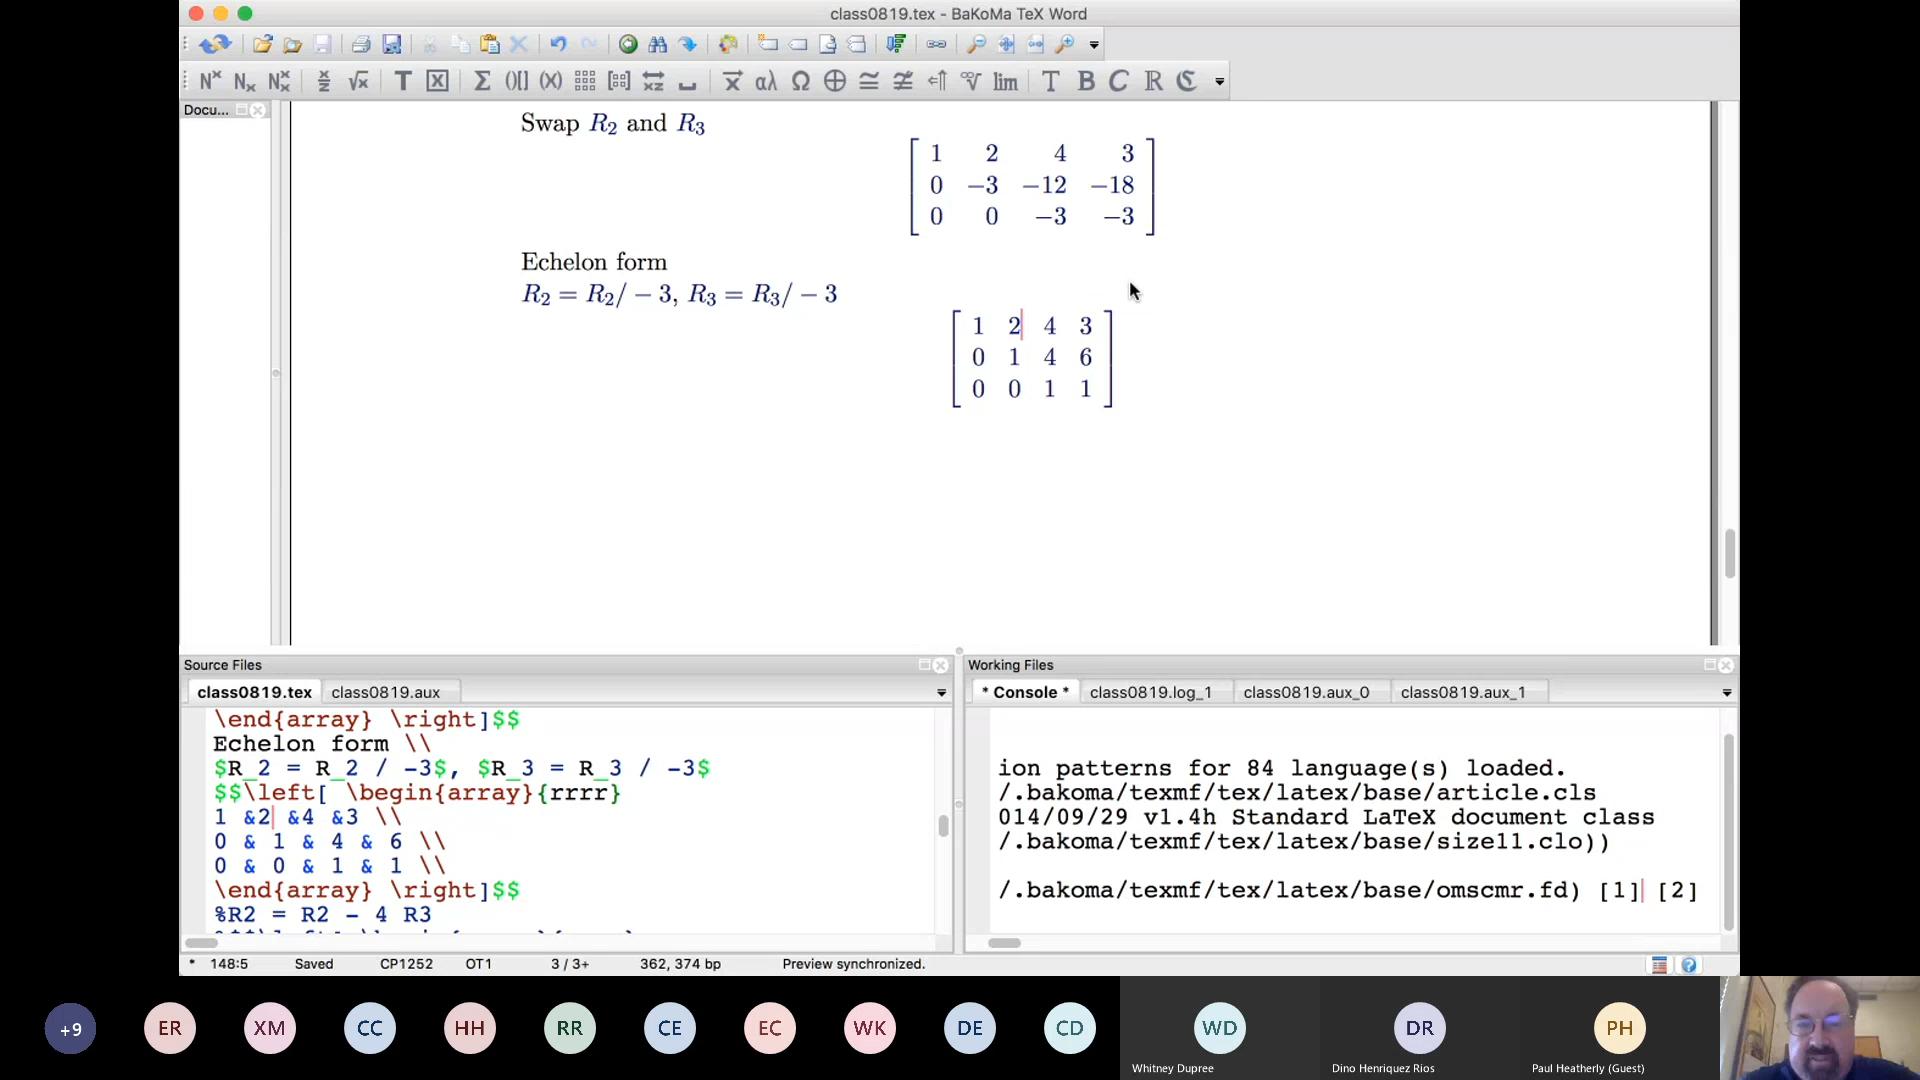 class0819.tex - BaKoMa TeX Word
Docu...
Swap R₂ and R₃
1 2 4 3
0 −3 −12 −18
0 0 −3 −3
Echelon form
R₂ = R₂/ − 3, R₃ = R₃/ − 3
1 2 4 3
0 1 4 6
0 0 1 1
Source Files
class0819.tex class0819.aux
\end{array} \right]$$
Echelon form \\
$R_2 = R_2 / -3$, $R_3 = R_3 / -3$
$$\left[ \begin{array}{rrrr}
1 &2 &4 &3 \\
0 & 1 & 4 & 6 \\
0 & 0 & 1 & 1 \\
\end{array} \right]$$
%R2 = R2 - 4 R3
Working Files
* Console * class0819.log_1 class0819.aux_0 class0819.aux_1
ion patterns for 84 language(s) loaded.
/.bakoma/texmf/tex/latex/base/article.cls
014/09/29 v1.4h Standard LaTeX document class
/.bakoma/texmf/tex/latex/base/size11.clo))
/.bakoma/texmf/tex/latex/base/omscmr.fd) [1] [2]
* 148:5 Saved CP1252 OT1 3 / 3+ 362, 374 bp Preview synchronized.
+9 ER XM CC HH RR CE EC WK DE CD WD DR PH
Whitney Dupree Dino Henriquez Rios Paul Heatherly (Guest)